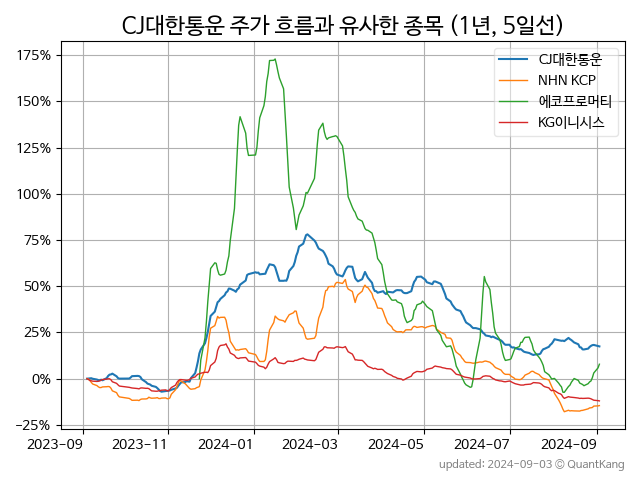 CJ대한통운 주가 흐름과 유사한 종목 (1년, 5일선)
175%
150%
125%
100%
75%
50%
25%
0%
−25%
CJ대한통운
NHN KCP
에코프로머티
KG이니시스
2023-09
2023-11
2024-01
2024-03
2024-05
2024-07
2024-09
updated: 2024-09-03 © QuantKang